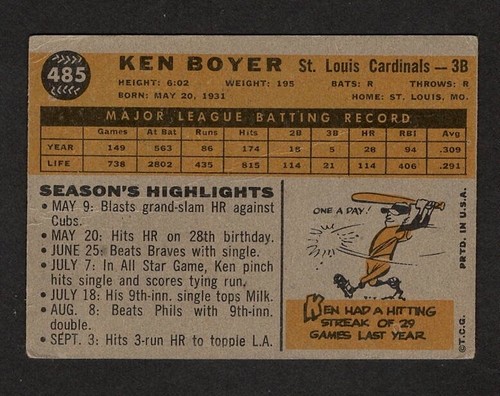 485
KEN BOYER St. Louis Cardinals — 3B
HEIGHT: 6:02 WEIGHT: 195 BATS: R THROWS: R
BORN: MAY 20, 1931 HOME: ST. LOUIS, MO.
MAJOR LEAGUE BATTING RECORD
Games At Bat Runs Hits 2B 3B HR RBI Avg
YEAR 149 563 86 174 18 5 28 94 .309
LIFE 738 2802 435 815 114 21 114 406 .291
SEASON'S HIGHLIGHTS
• MAY 9: Blasts grand-slam HR against
Cubs.
• MAY 20: Hits HR on 28th birthday.
• JUNE 25: Beats Braves with single.
• JULY 7: In All Star Game, Ken pinch
hits single and scores tying run.
• JULY 18: His 9th-inn. single tops Milk.
• AUG. 8: Beats Phils with 9th-inn.
double.
• SEPT. 3: Hits 3-run HR to topple L.A.
ONE A DAY!
KEN HAD A HITTING
STREAK OF 29
GAMES LAST YEAR
©T.C.G. PRTD. IN U.S.A.